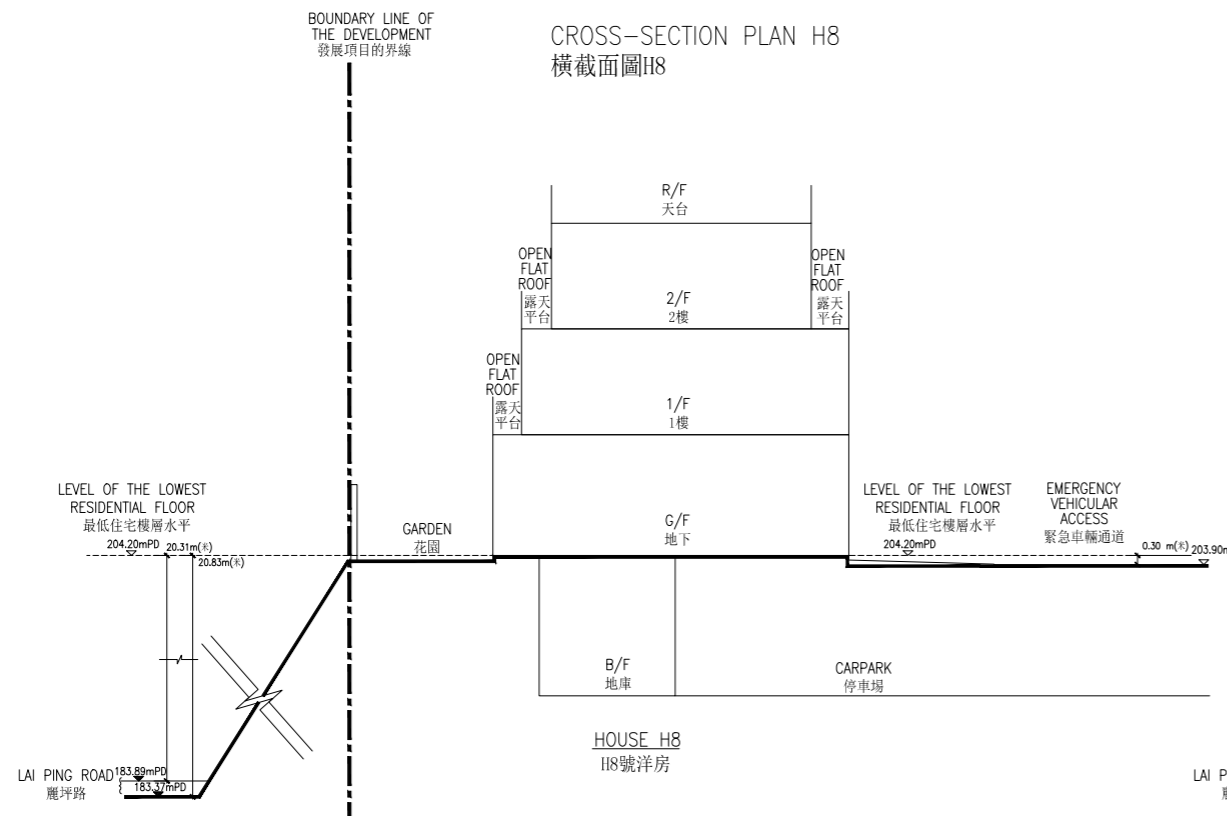 BOUNDARY LINE OF
THE DEVELOPMENT
發展項目的界線
CROSS-SECTION PLAN H8
橫截面圖H8
R/F
天台
OPEN
FLAT
ROOF
露天
平台
2/F
2樓
OPEN
FLAT
ROOF
露天
平台
OPEN
FLAT
ROOF
露天
平台
1/F
1樓
LEVEL OF THE LOWEST
RESIDENTIAL FLOOR
最低住宅樓層水平
204.20mPD
20.31m(米)
20.83m(米)
GARDEN
花園
G/F
地下
LEVEL OF THE LOWEST
RESIDENTIAL FLOOR
最低住宅樓層水平
204.20mPD
EMERGENCY
VEHICULAR
ACCESS
緊急車輛通道
0.30 m(米)
203.90m
B/F
地庫
CARPARK
停車場
HOUSE H8
H8號洋房
LAI PING ROAD
麗坪路
183.89mPD
183.37mPD
LAI P